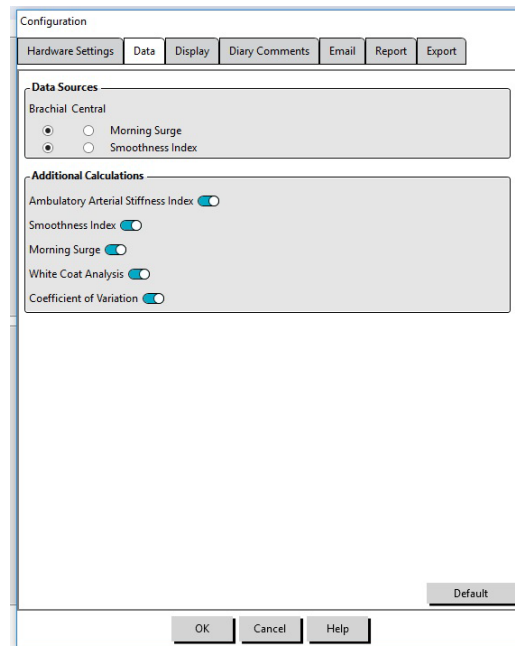 Configuration
Hardware Settings Data Display Diary Comments Email Report Export
Data Sources
Brachial Central
Morning Surge
Smoothness Index
Additional Calculations
Ambulatory Arterial Stiffness Index
Smoothness Index
Morning Surge
White Coat Analysis
Coefficient of Variation
Default
OK Cancel Help